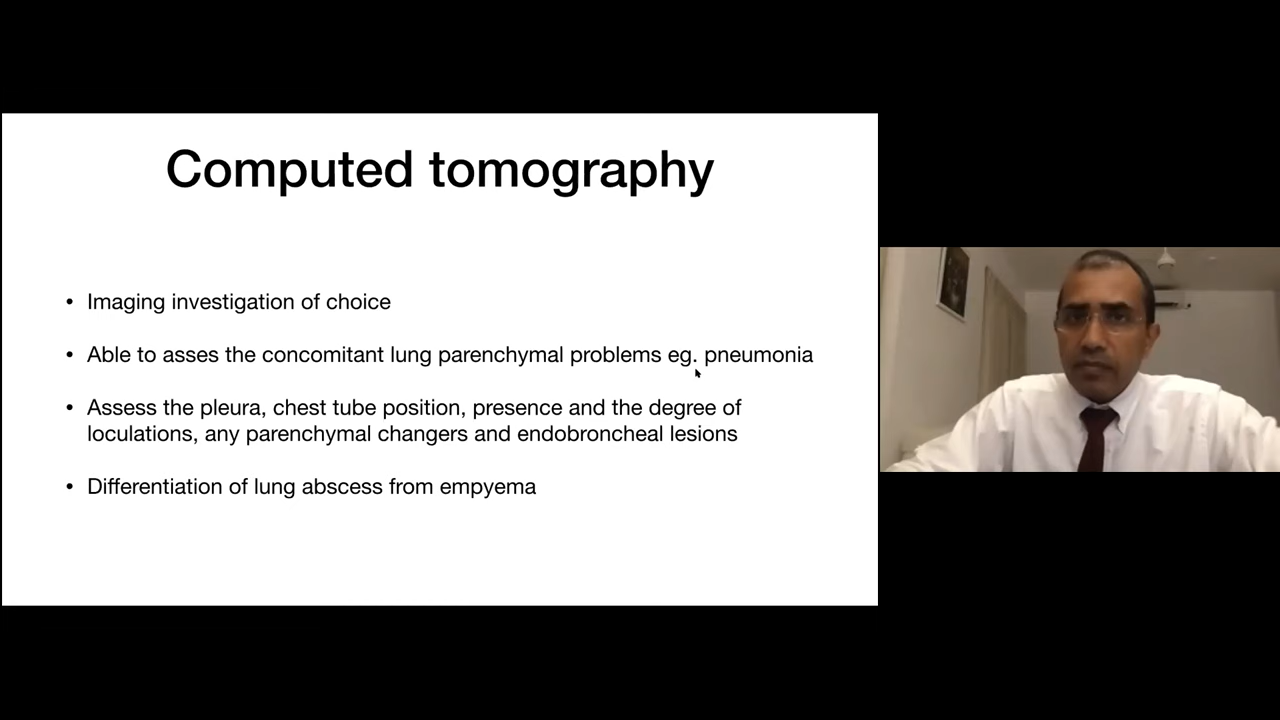 Computed tomography
• Imaging investigation of choice
• Able to asses the concomitant lung parenchymal problems eg. pneumonia
• Assess the pleura, chest tube position, presence and the degree of
loculations, any parenchymal changers and endobroncheal lesions
• Differentiation of lung abscess from empyema